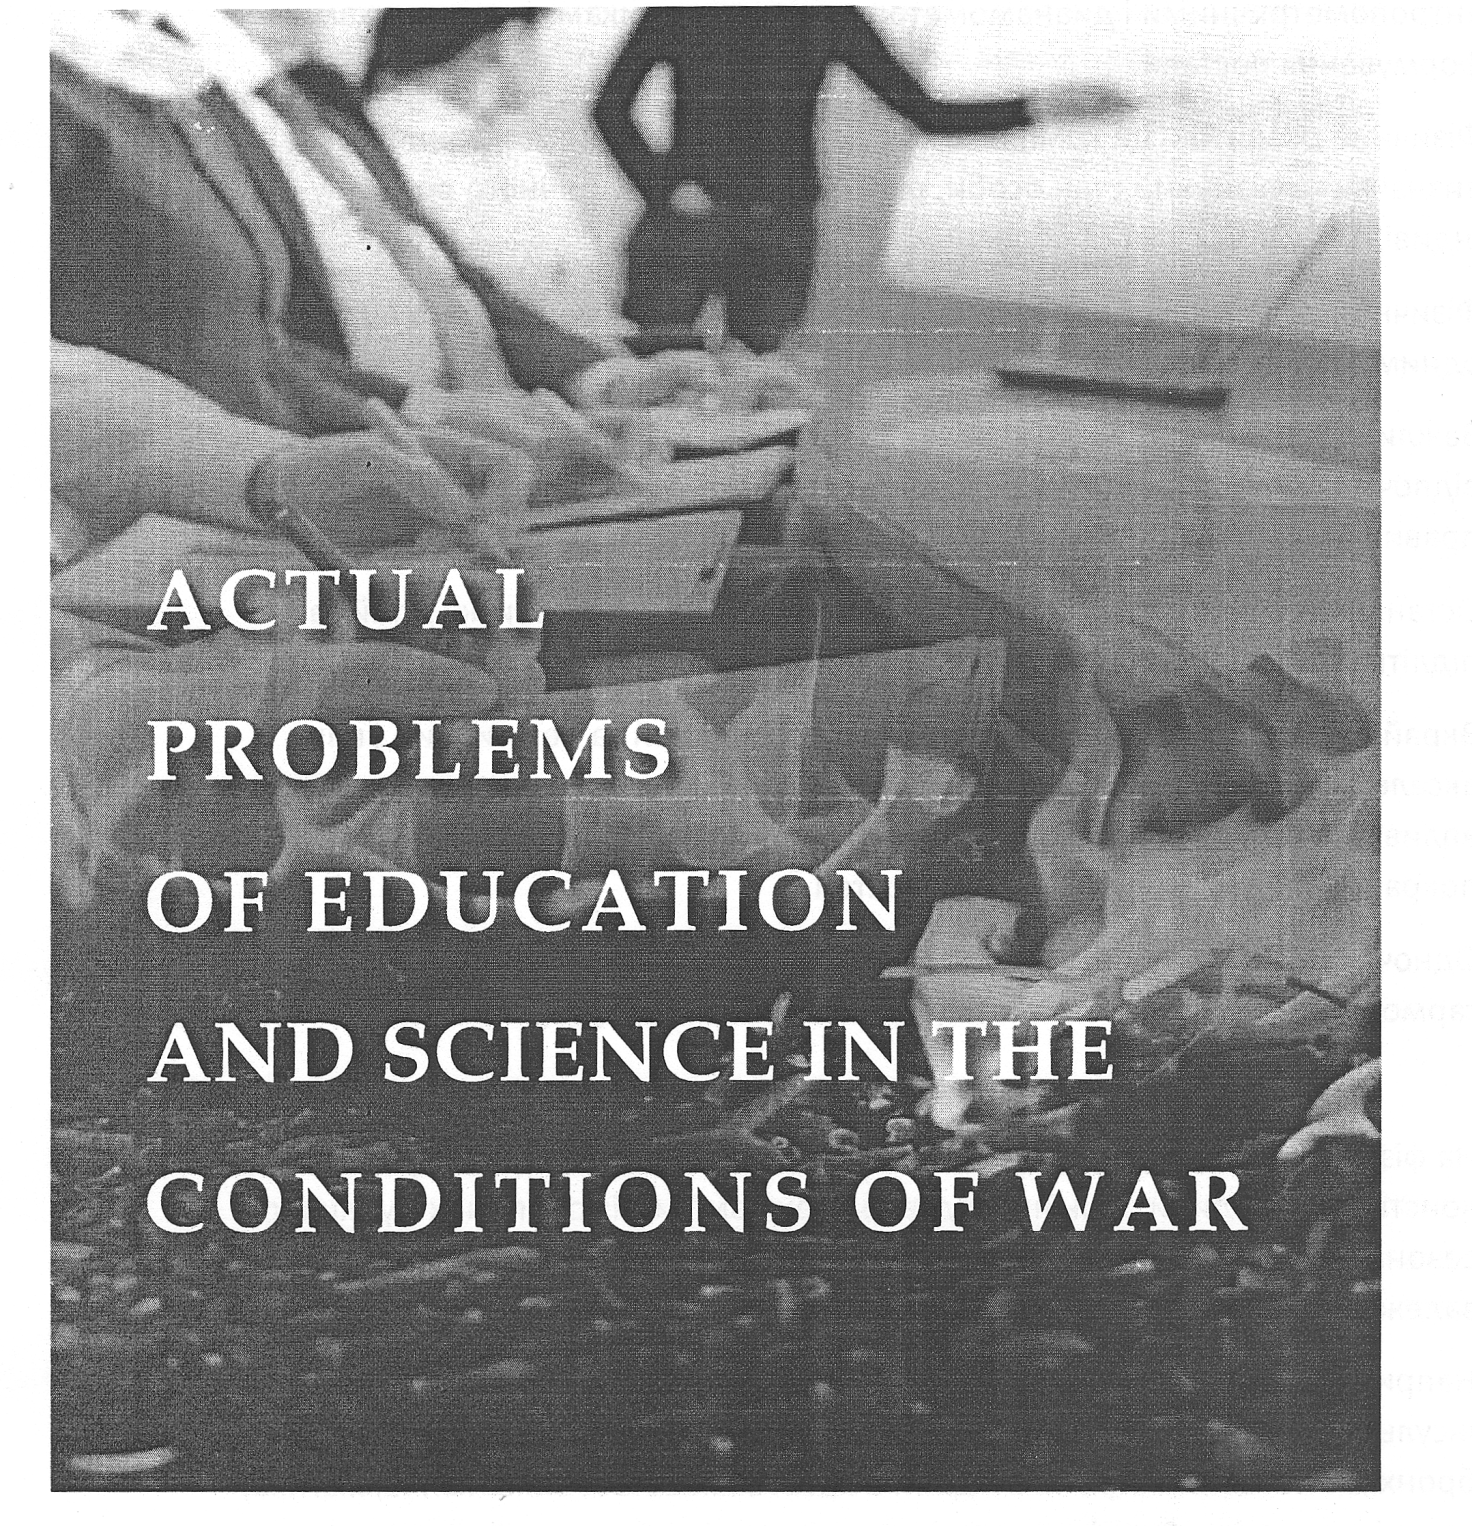 ACTUAL
PROBLEMS
OF EDUCATION
AND SCIENCE IN THE
CONDITIONS OF WAR